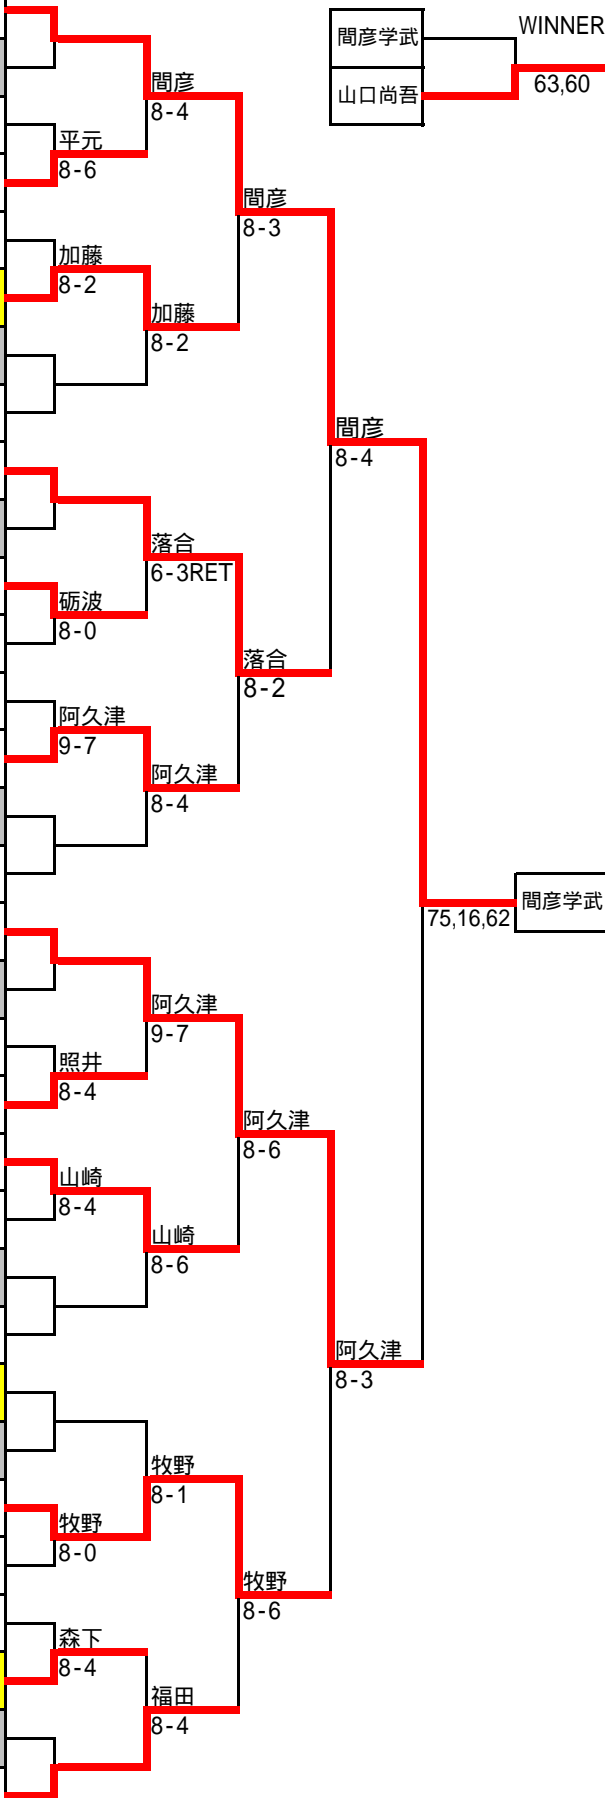 間彦学武
WINNER
山口尚吾
63,60
間彦
8-4
平元
8-6
間彦
8-3
加藤
8-2
加藤
8-2
間彦
8-4
落合
6-3RET
砺波
8-0
落合
8-2
阿久津
9-7
阿久津
8-4
間彦学武
75,16,62
阿久津
9-7
照井
8-4
阿久津
8-6
山崎
8-4
山崎
8-6
阿久津
8-3
牧野
8-1
牧野
8-0
牧野
8-6
森下
8-4
福田
8-4